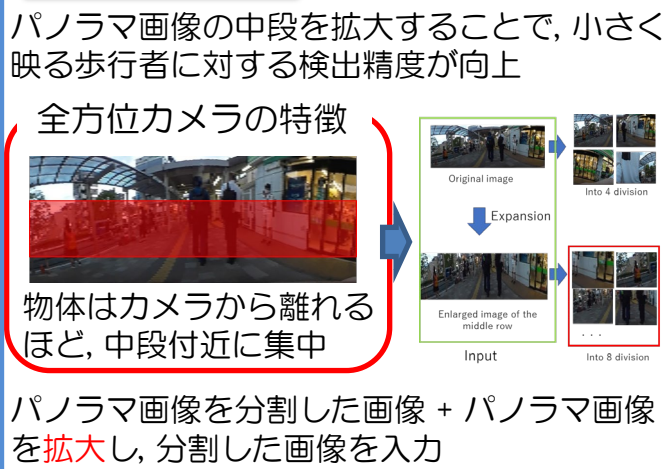 パノラマ画像の中段を拡大することで, 小さく
映る歩行者に対する検出精度が向上
全方位カメラの特徴
物体はカメラから離れる
ほど, 中段付近に集中
Original image
Into 4 division
Expansion
Enlarged image of the
middle row
. . .
Input
Into 8 division
パノラマ画像を分割した画像 + パノラマ画像
を拡大し, 分割した画像を入力